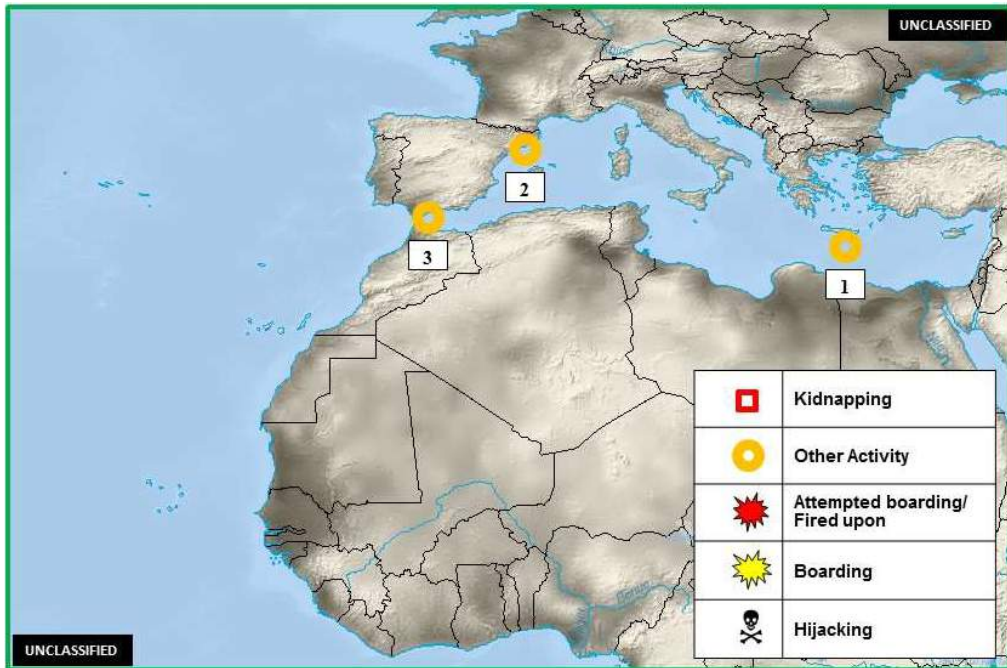 UNCLASSIFIED
2
3
1
Kidnapping
Other Activity
Attempted boarding/
Fired upon
Boarding
Hijacking
UNCLASSIFIED